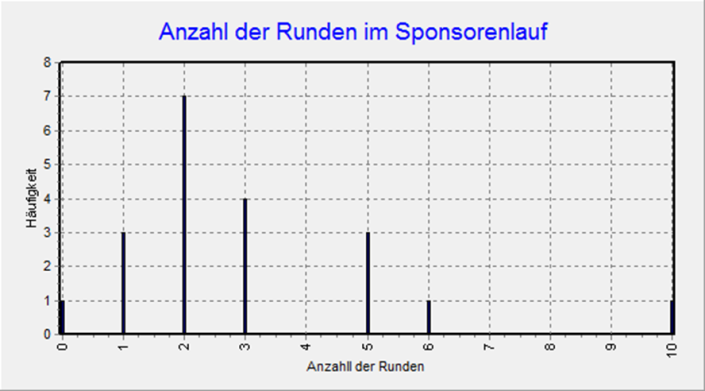 Anzahl der Runden im Sponsorenlauf
Häufigkeit
8
7
6
5
4
3
2
1
0
0 1 2 3 4 5 6 7 8 9 10
Anzahll der Runden